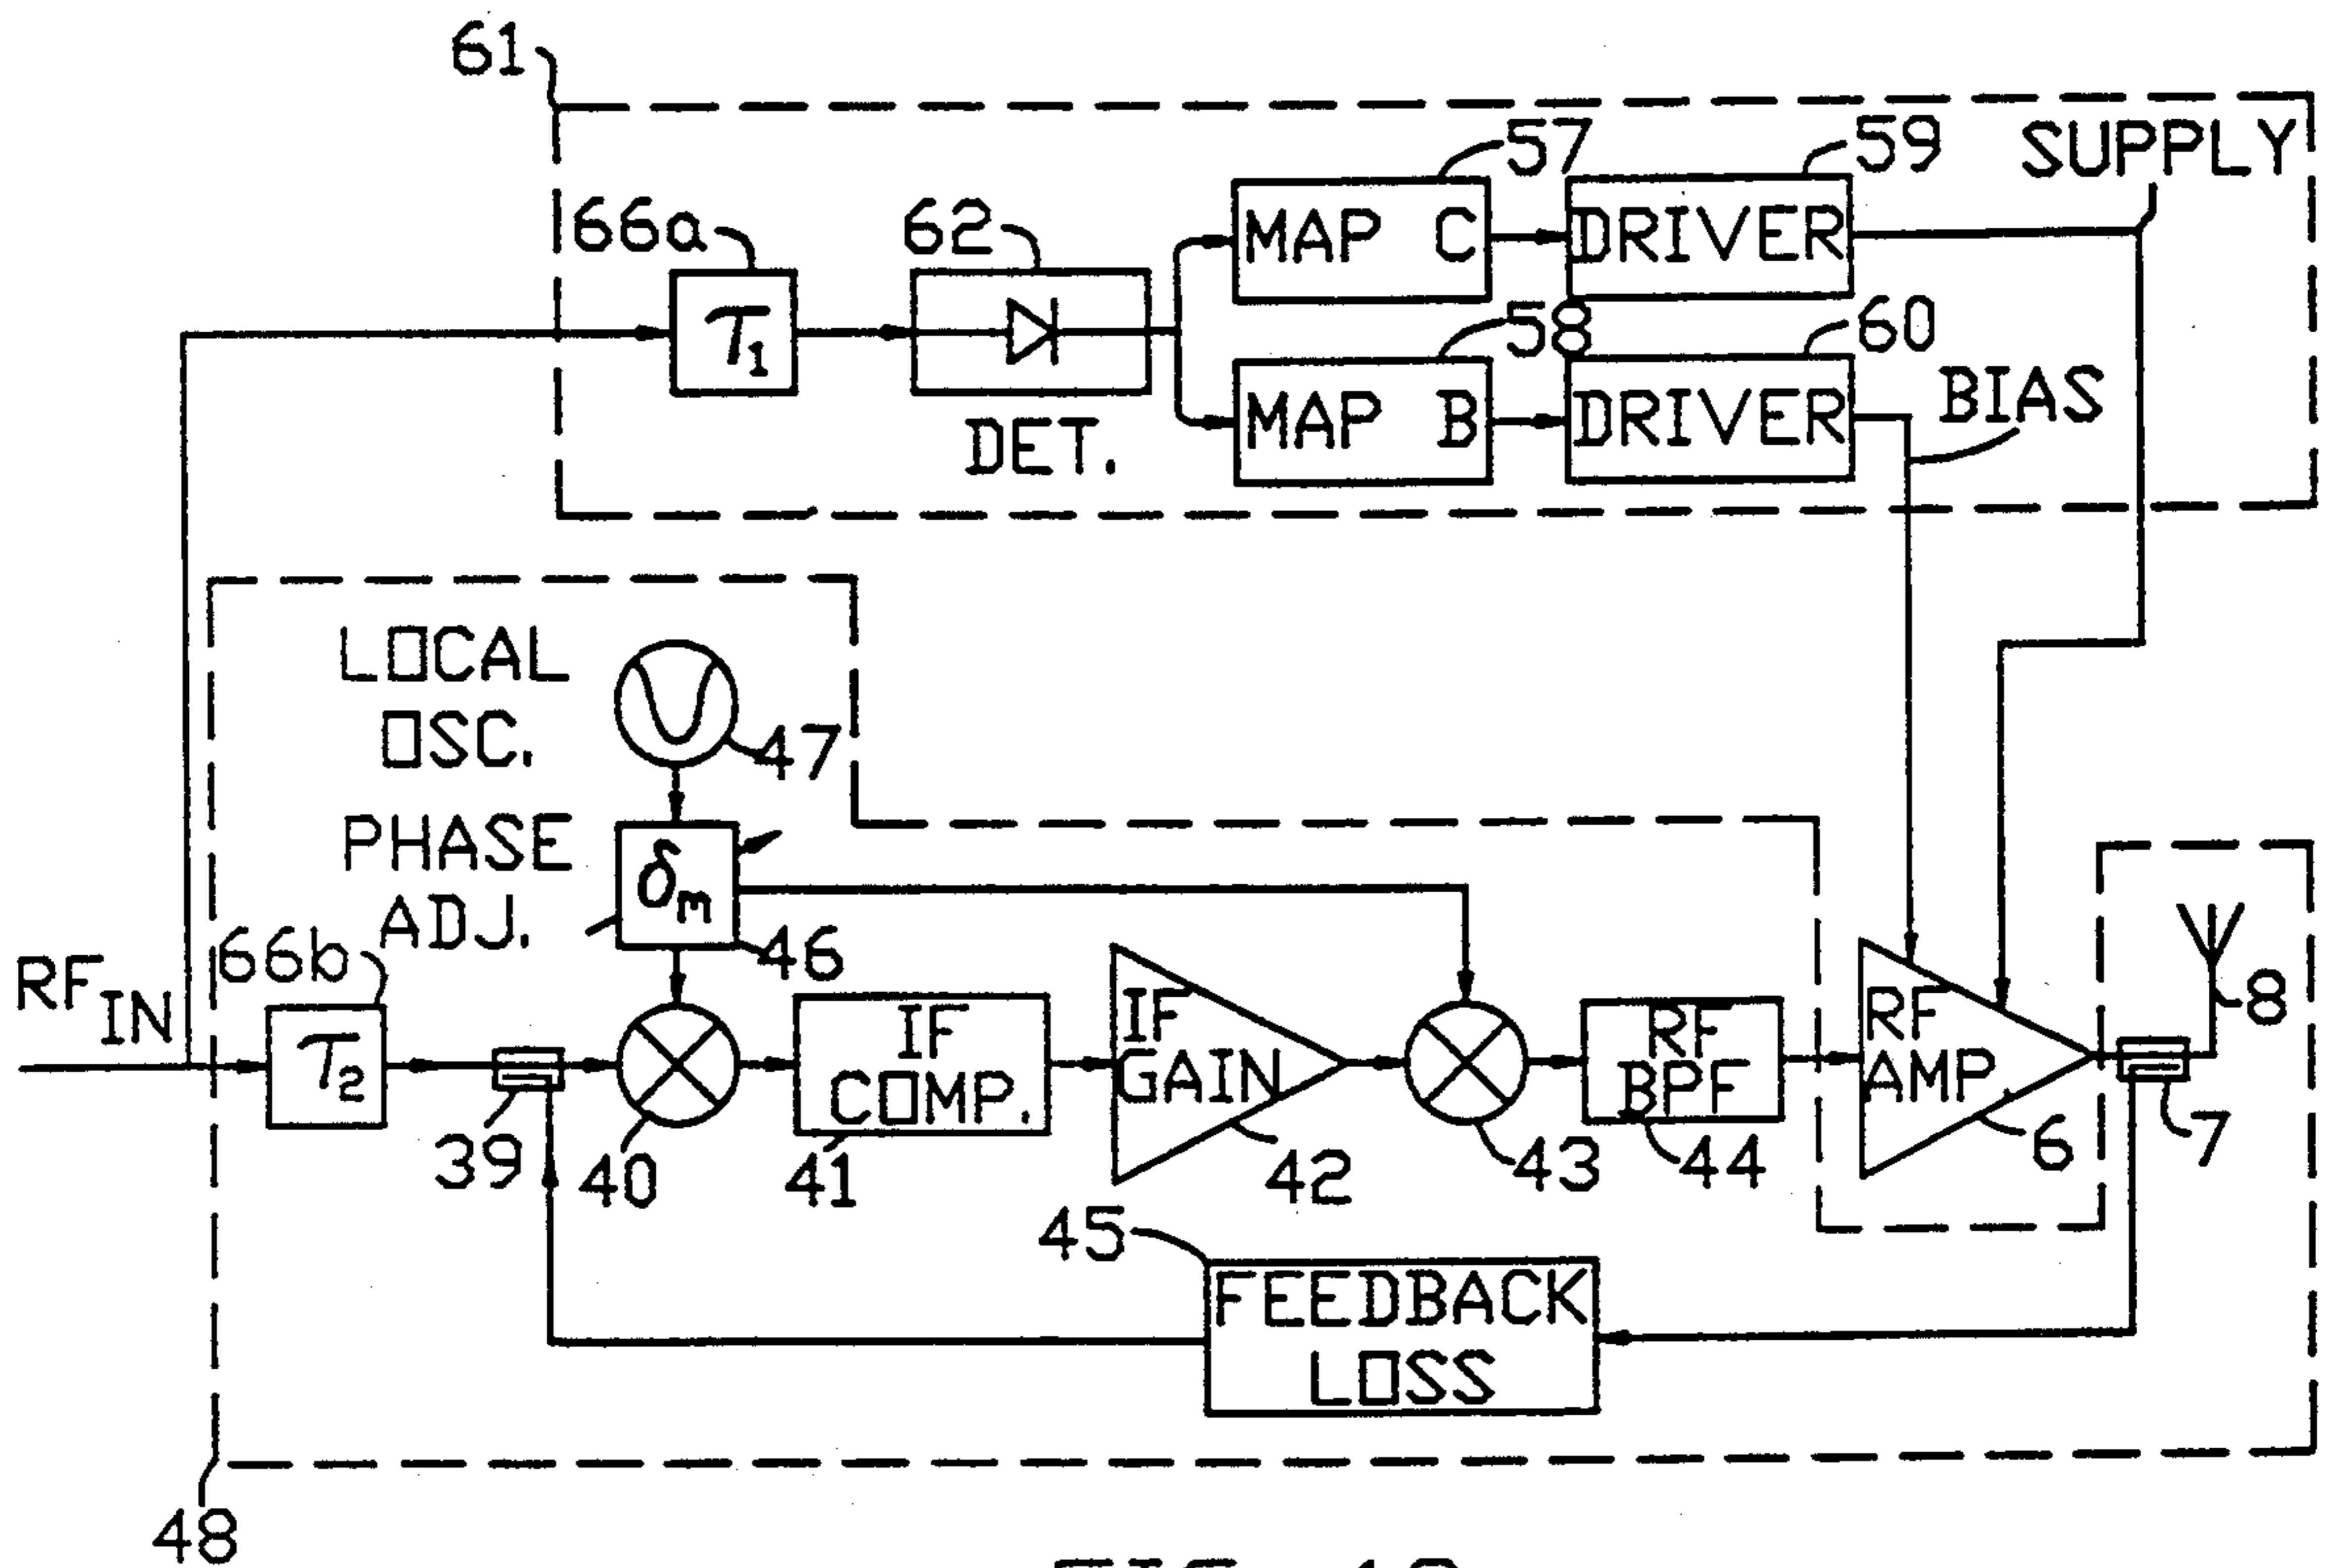 61
57
59
SUPPLY
66a
62
MAP C
DRIVER
τ1
58
60
MAP B
DRIVER
BIAS
DET.
LOCAL
OSC.
47
PHASE
ADJ.
δm
46
66b
RF IN
τ2
IF
COMP.
IF
GAIN
RF
BPF
RF
AMP
8
39
40
41
42
43
44
6
7
45
FEEDBACK
LOSS
48